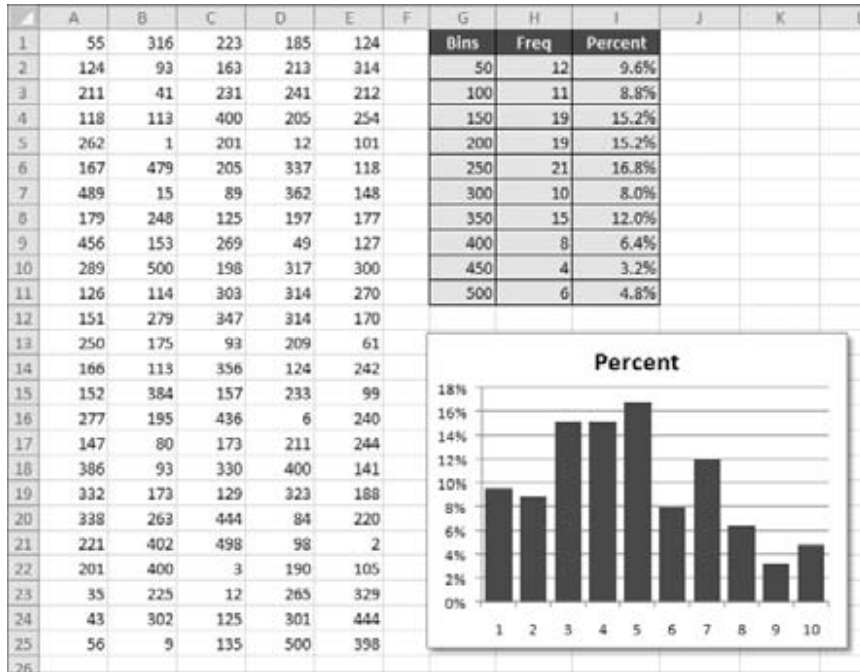 A B C D E F G H I J K
1 55 316 223 185 124 Bins Freq Percent
2 124 93 163 213 314 50 12 9.6%
3 211 41 231 241 212 100 11 8.8%
4 118 113 400 205 254 150 19 15.2%
5 262 1 201 12 101 200 19 15.2%
6 167 479 205 337 118 250 21 16.8%
7 489 15 89 362 148 300 10 8.0%
8 179 248 125 197 177 350 15 12.0%
9 456 153 269 49 127 400 8 6.4%
10 289 500 198 317 300 450 4 3.2%
11 126 114 303 314 270 500 6 4.8%
12 151 279 347 314 170
13 250 175 93 209 61
14 166 113 356 124 242
15 152 384 157 233 99
16 277 195 436 6 240
17 147 80 173 211 244
18 386 93 330 400 141
19 332 173 129 323 188
20 338 263 444 84 220
21 221 402 498 98 2
22 201 400 3 190 105
23 35 225 12 265 329
24 43 302 125 301 444
25 56 9 135 500 398
26
Percent
18%
16%
14%
12%
10%
8%
6%
4%
2%
0%
1 2 3 4 5 6 7 8 9 10